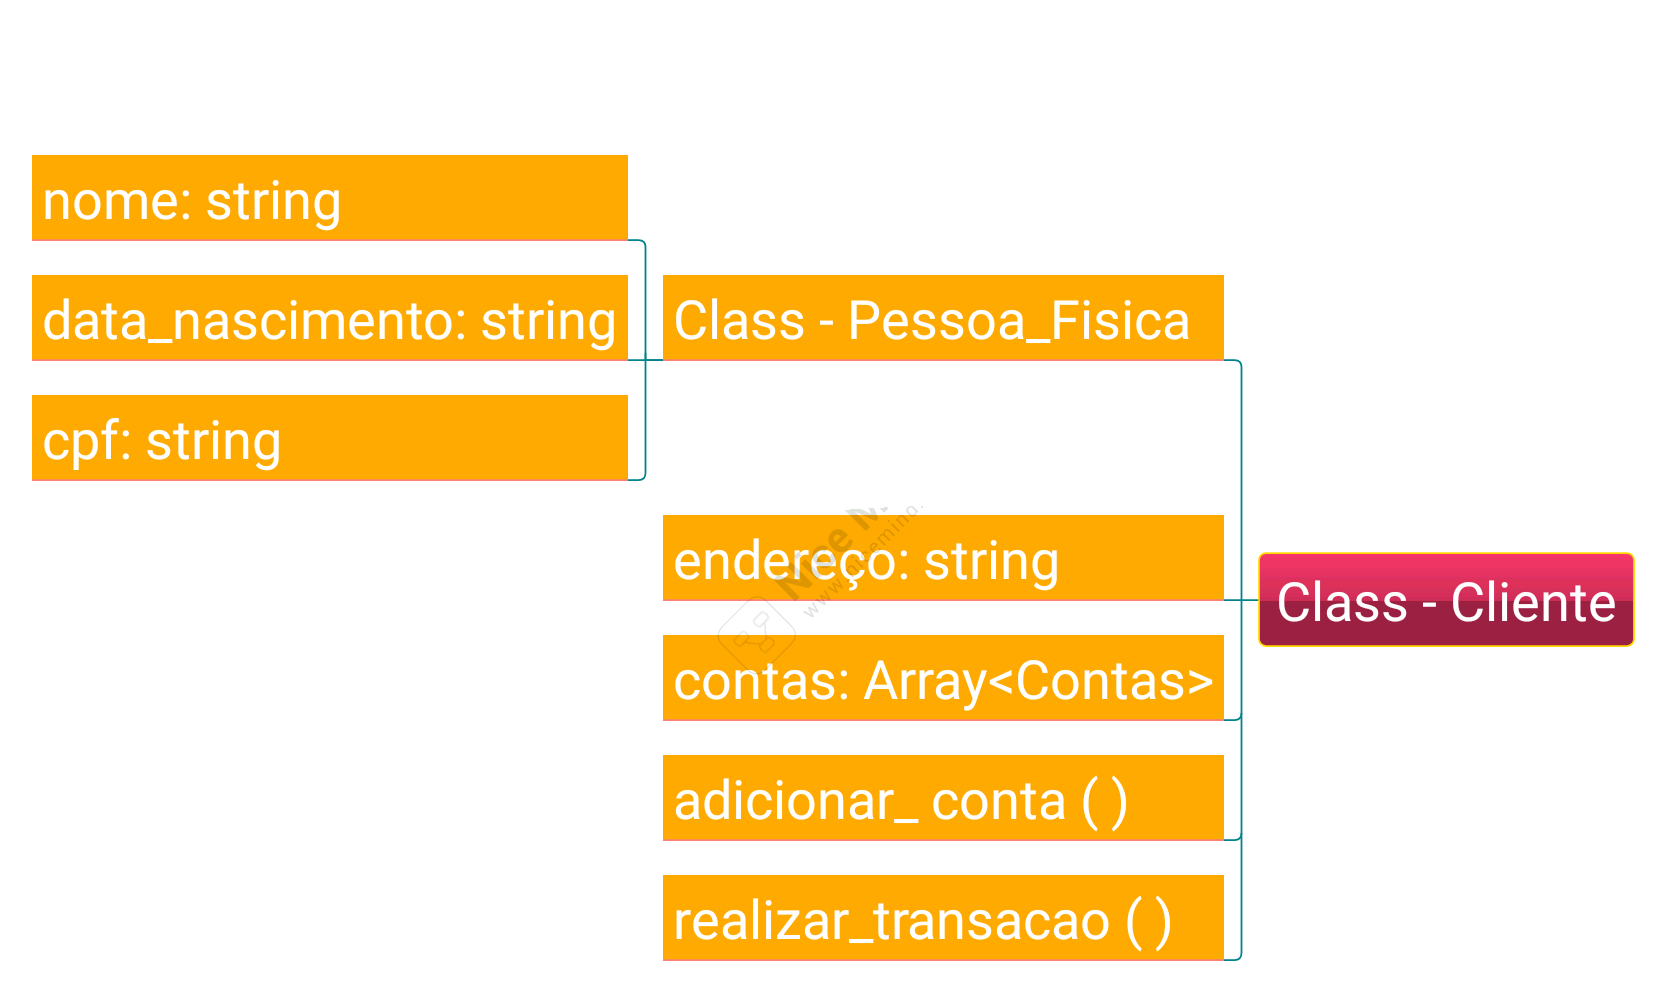 nome: string
data_nascimento: string
cpf: string
Class - Pessoa_Fisica
endereço: string
contas: Array<Contas>
adicionar_ conta ( )
realizar_transacao ( )
Class - Cliente